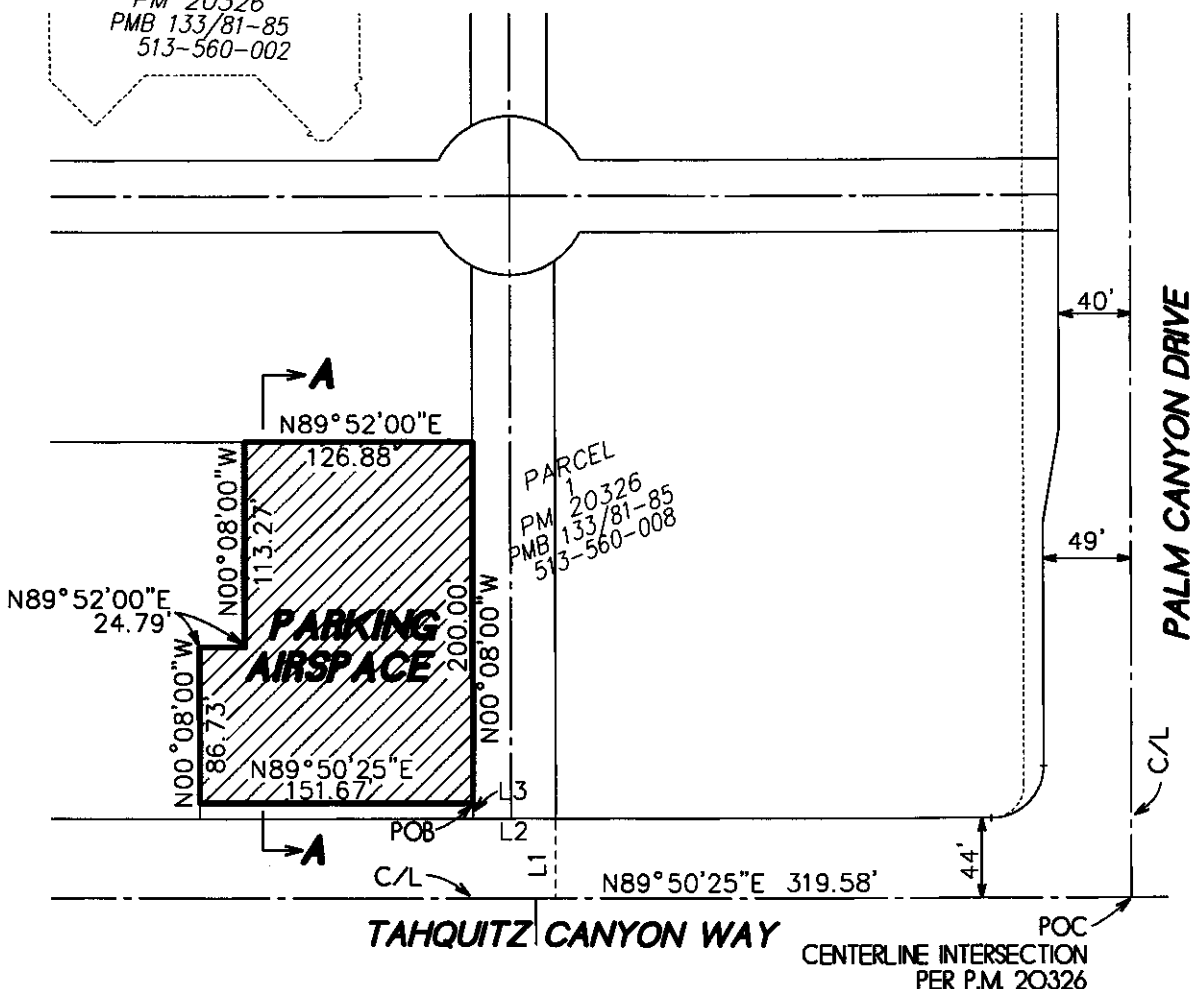 PM 20326
PMB 133/81-85
513-560-002
40'
PALM CANYON DRIVE
A
N89°52'00"E
126.88'
N00°08'00"W
113.27'
PARCEL
1
PM 20326
PMB 133/81-85
513-560-008
49'
N89°52'00"E
24.79'
PARKING
AIRSPACE
200.00
N00°08'00"W
N00°08'00"W
86.73'
N89°50'25"E
151.67'
L3
POB
L2
A
L1
C/L
C/L
44'
N89°50'25"E 319.58'
TAHQUITZ CANYON WAY
POC
CENTERLINE INTERSECTION
PER P.M. 20326